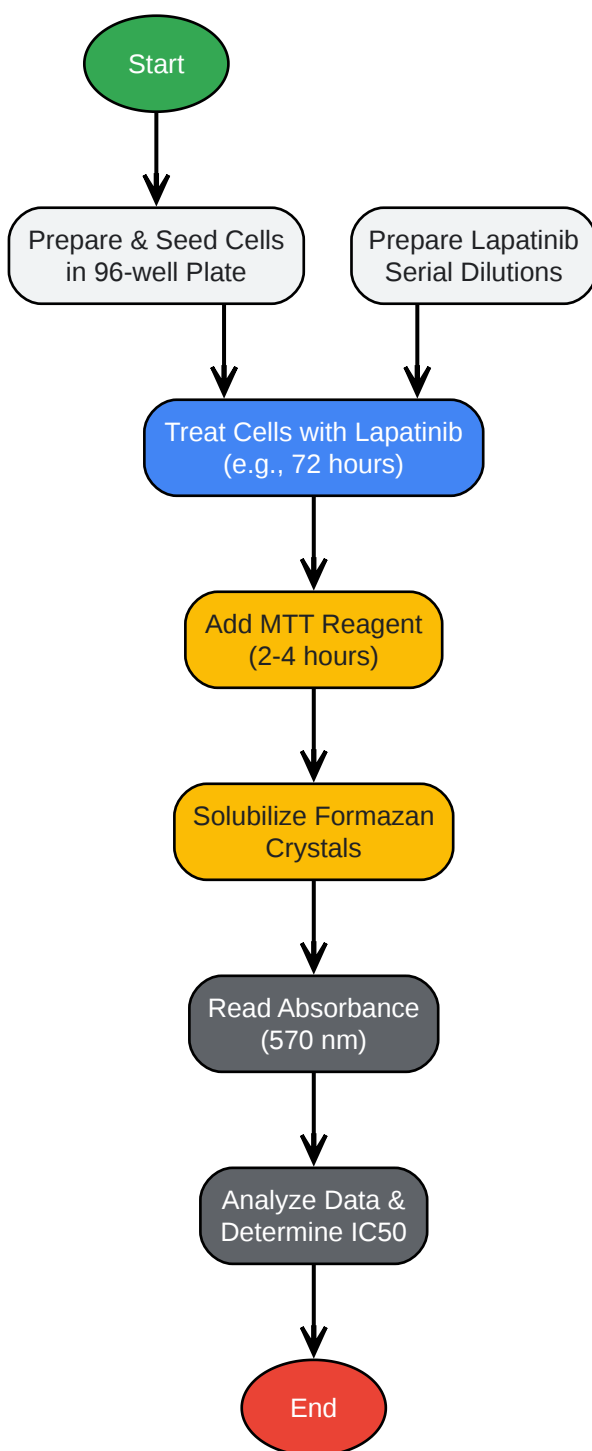 Start
Prepare & Seed Cells
in 96-well Plate
Prepare Lapatinib
Serial Dilutions
Treat Cells with Lapatinib
(e.g., 72 hours)
Add MTT Reagent
(2-4 hours)
Solubilize Formazan
Crystals
Read Absorbance
(570 nm)
Analyze Data &
Determine IC50
End